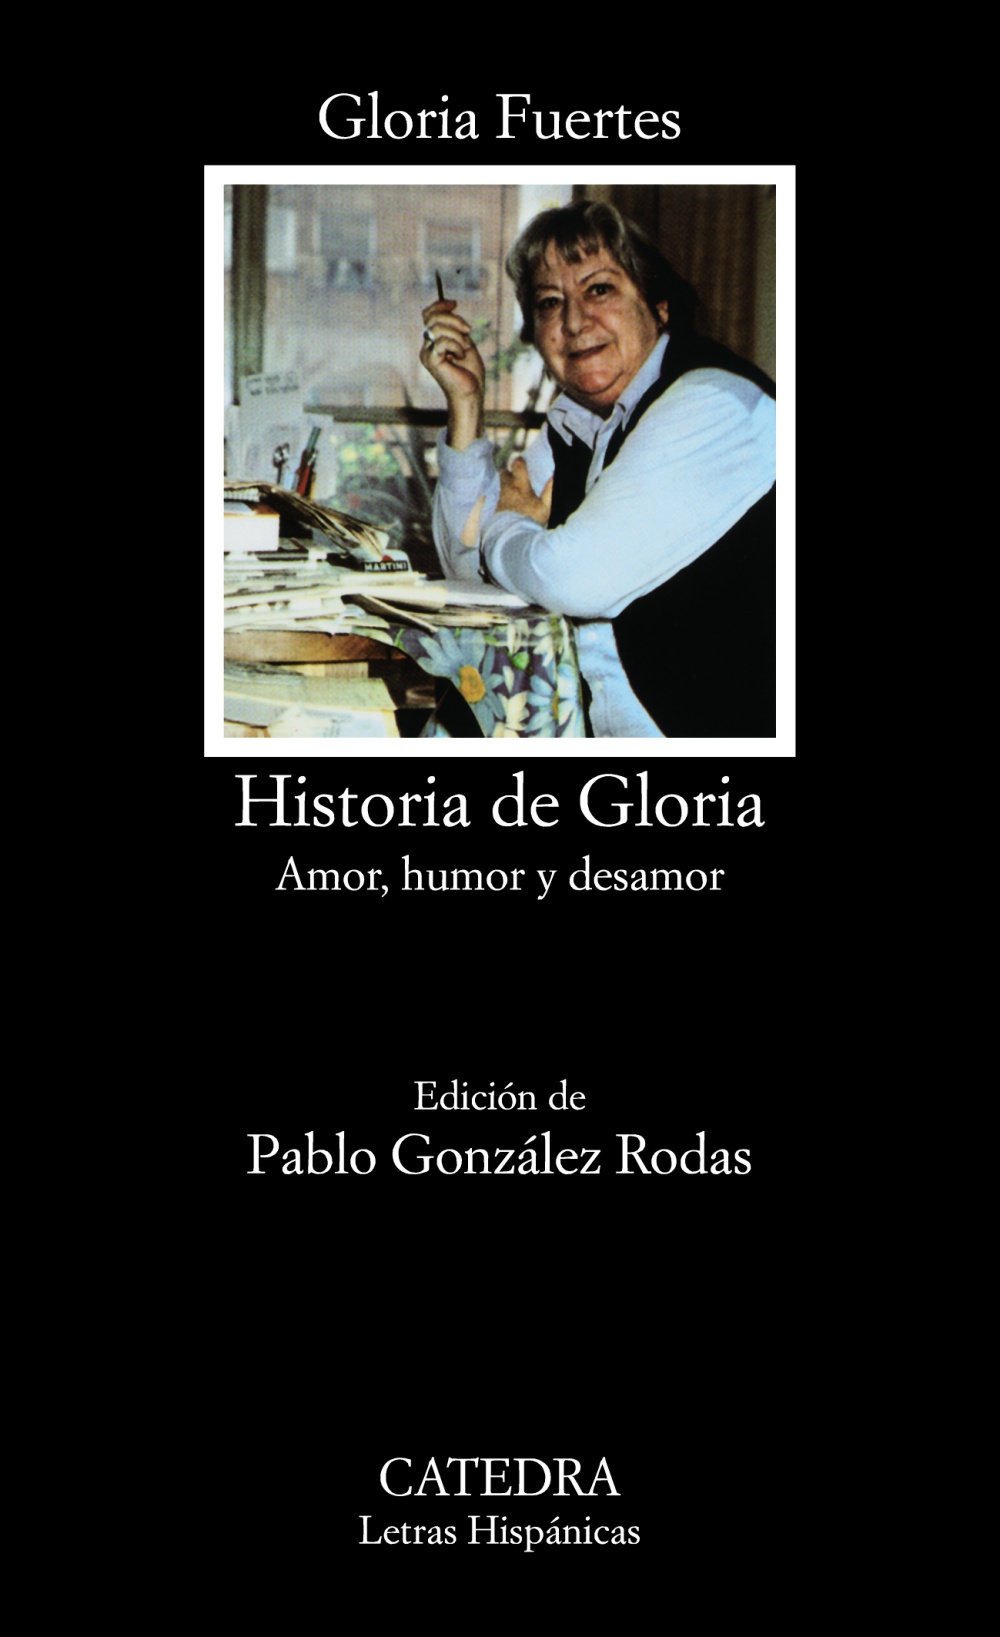 Gloria Fuertes
MARTINI
Historia de Gloria
Amor, humor y desamor
Edición de
Pablo González Rodas
CATEDRA
Letras Hispánicas